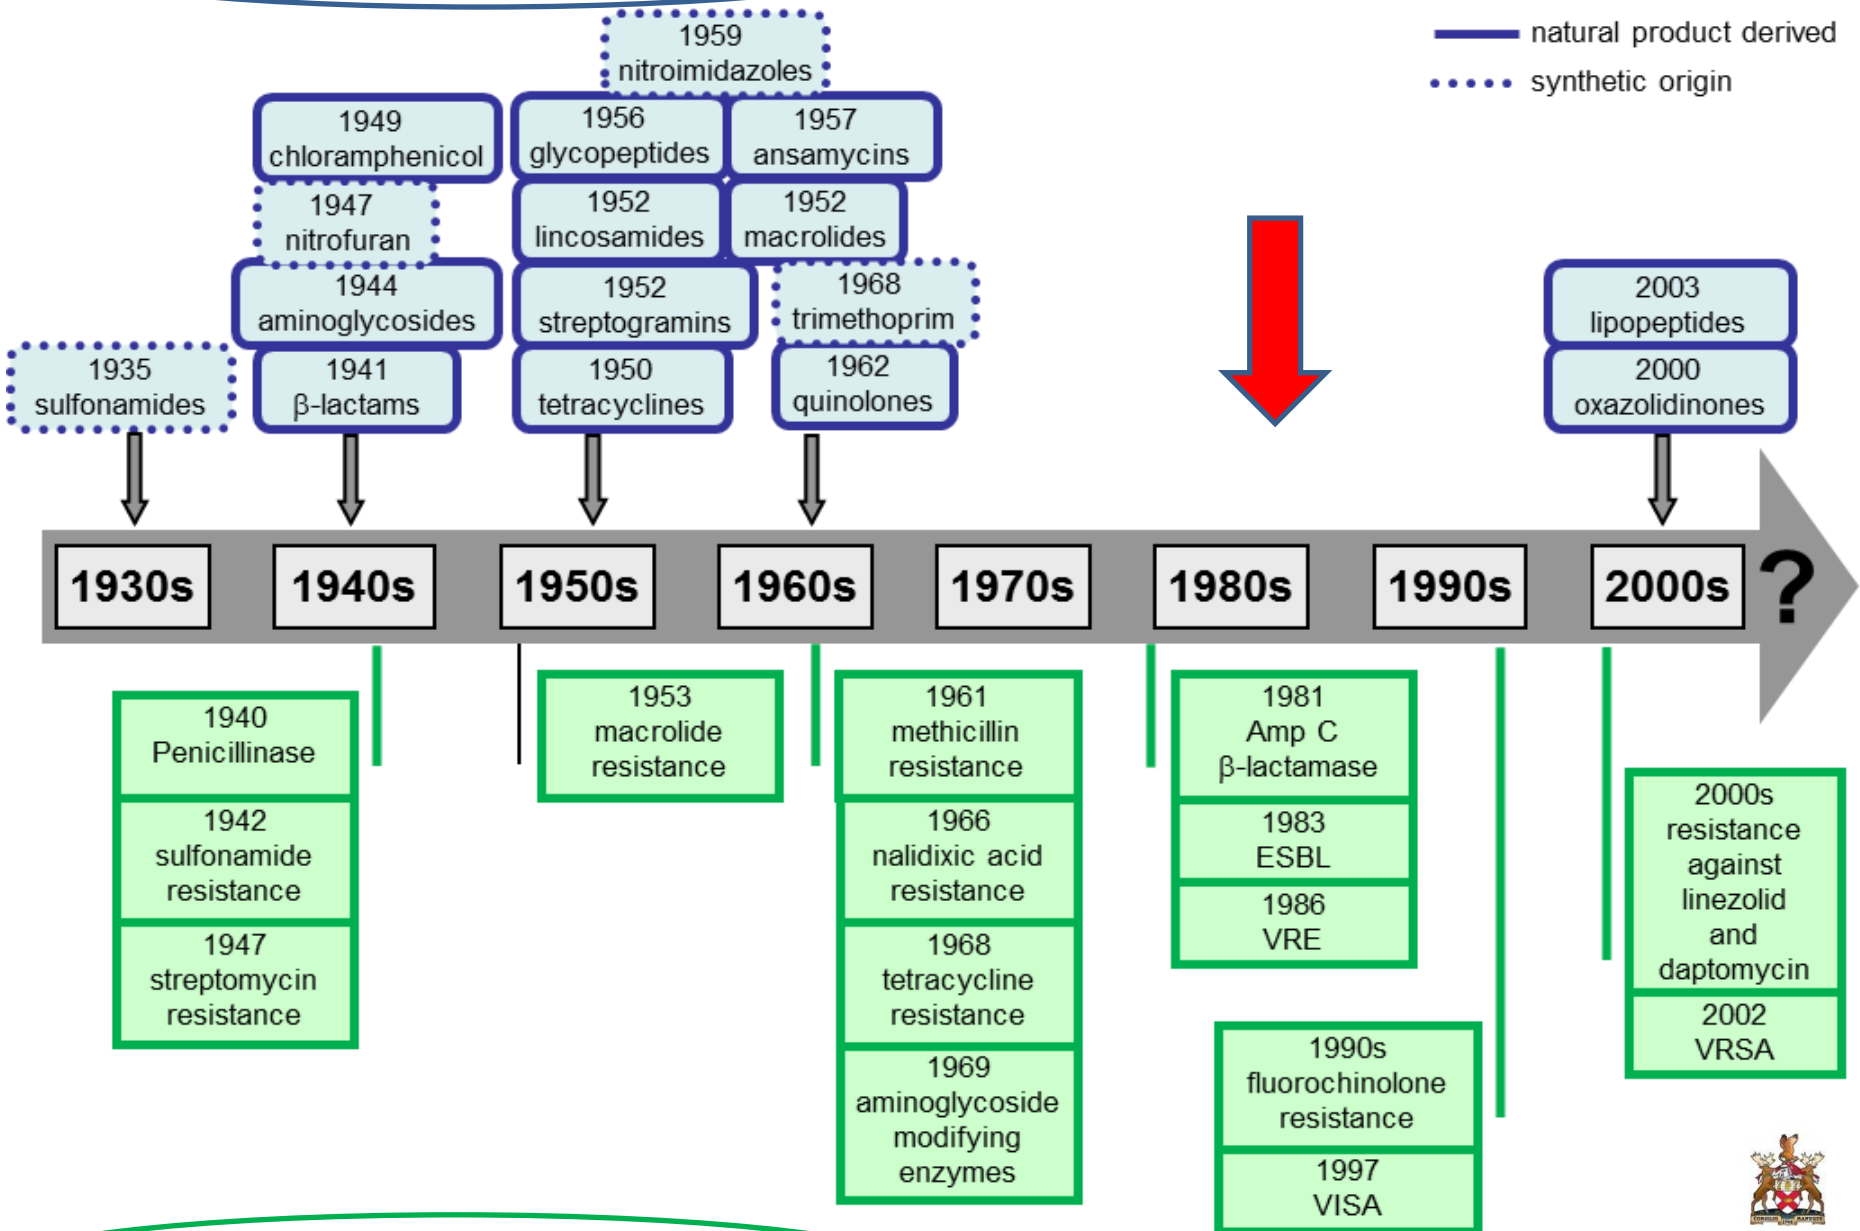 natural product derived
synthetic origin
1959
nitroimidazoles
1949
chloramphenicol
1956
glycopeptides
1957
ansamycins
1947
nitrofuran
1952
lincosamides
1952
macrolides
1944
aminoglycosides
1952
streptogramins
1968
trimethoprim
2003
lipopeptides
1935
sulfonamides
1941
β-lactams
1950
tetracyclines
1962
quinolones
2000
oxazolidinones
1930s
1940s
1950s
1960s
1970s
1980s
1990s
2000s
?
1940
Penicillinase
1942
sulfonamide
resistance
1947
streptomycin
resistance
1953
macrolide
resistance
1961
methicillin
resistance
1966
nalidixic acid
resistance
1968
tetracycline
resistance
1969
aminoglycoside
modifying
enzymes
1981
Amp C
β-lactamase
1983
ESBL
1986
VRE
1990s
fluorochinolone
resistance
1997
VISA
2000s
resistance
against
linezolid
and
daptomycin
2002
VRSA